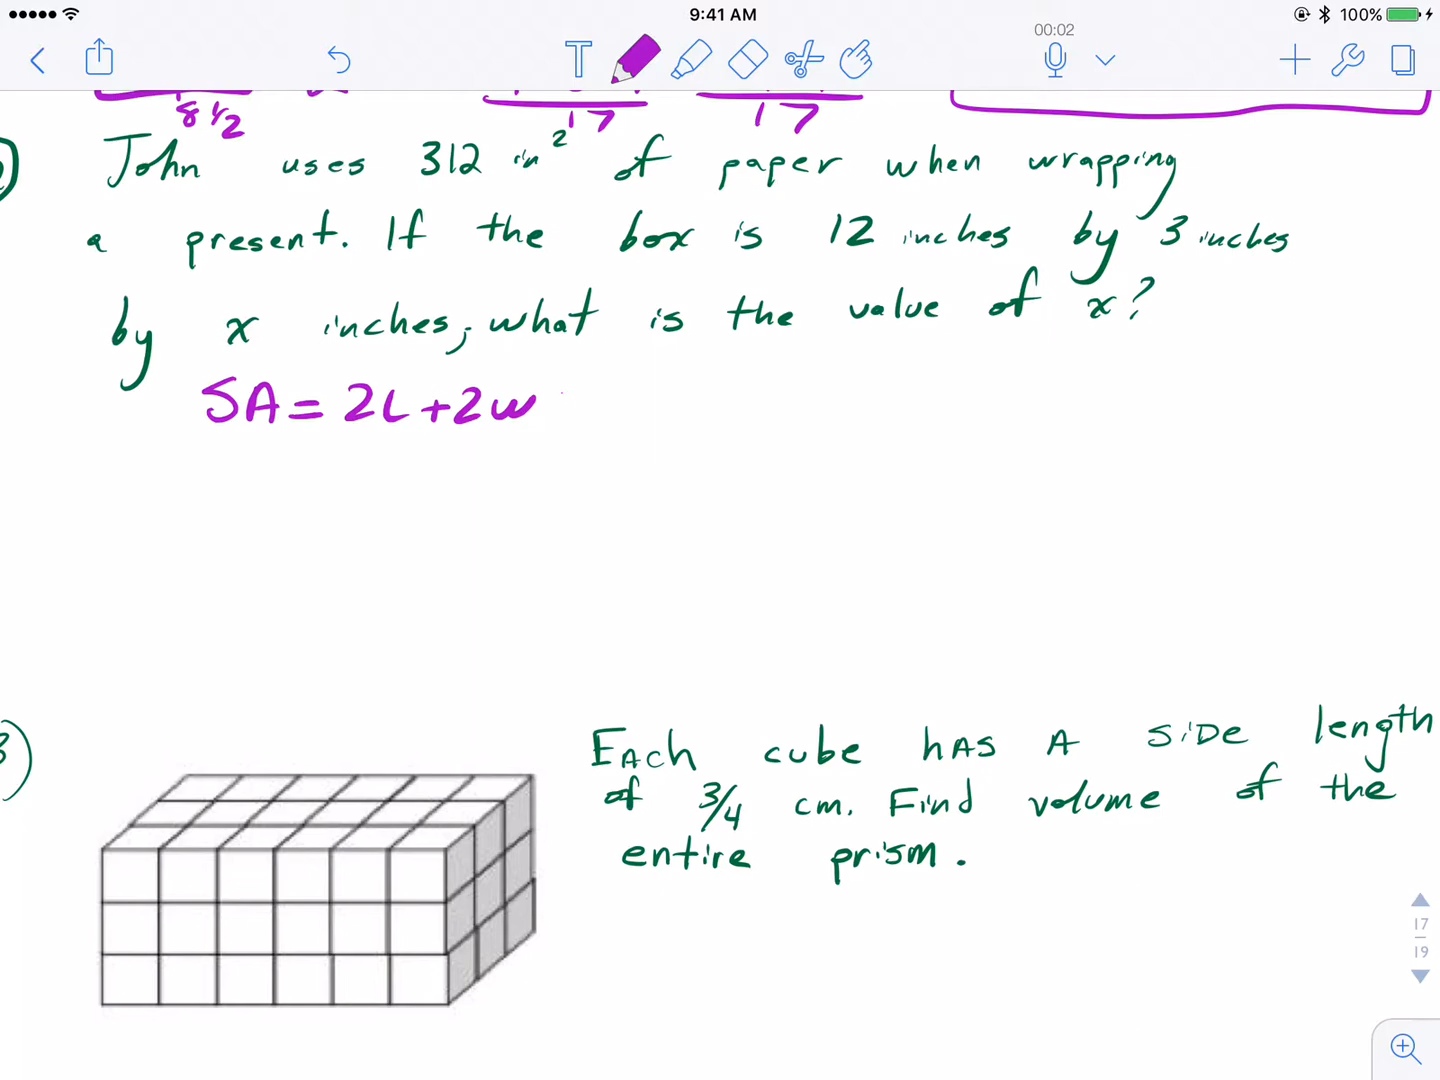 9:41 AM
100%
00:02
T
8 1/2
17
17
John uses 312 in² of paper when wrapping
a present. If the box is 12 inches by 3 inches
by x inches, what is the value of x?
SA = 2L + 2w
3)
Each cube has a side length
of 3/4 cm. Find volume of the
entire prism.
17
19